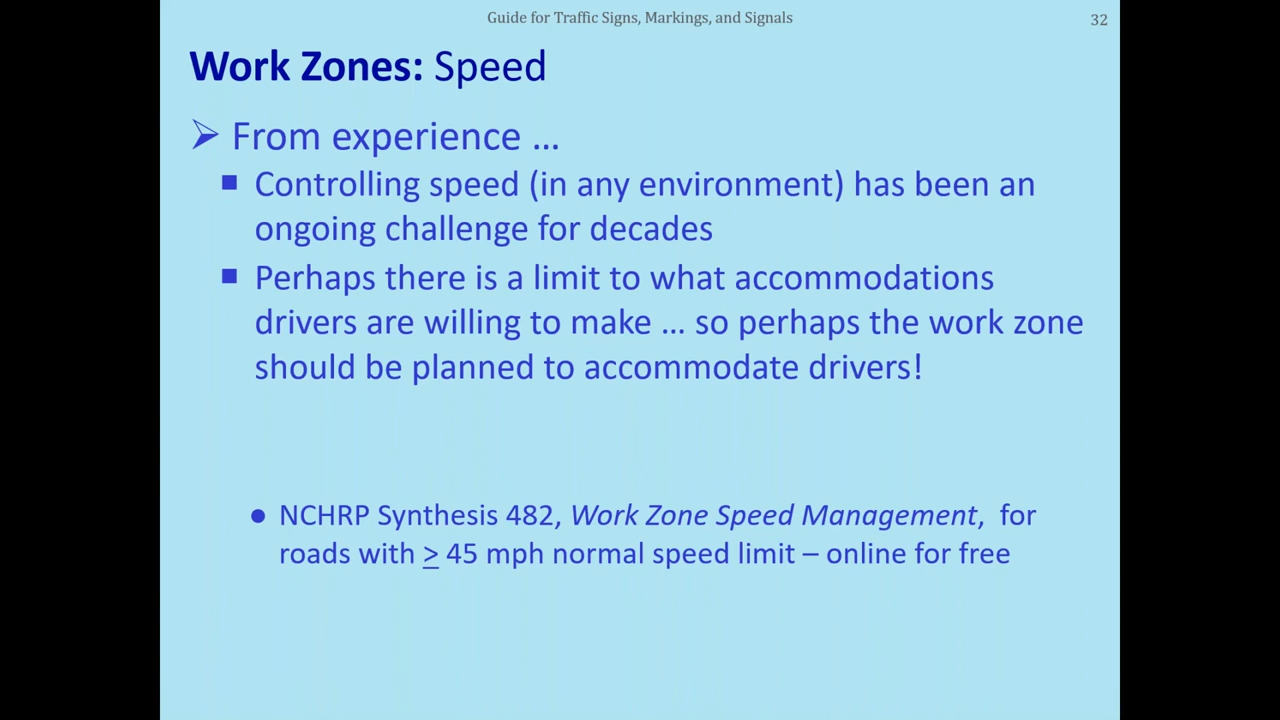 Guide for Traffic Signs, Markings, and Signals
32
Work Zones: Speed
➢ From experience …
▪ Controlling speed (in any environment) has been an
ongoing challenge for decades
▪ Perhaps there is a limit to what accommodations
drivers are willing to make … so perhaps the work zone
should be planned to accommodate drivers!
● NCHRP Synthesis 482, Work Zone Speed Management, for
roads with ≥ 45 mph normal speed limit – online for free